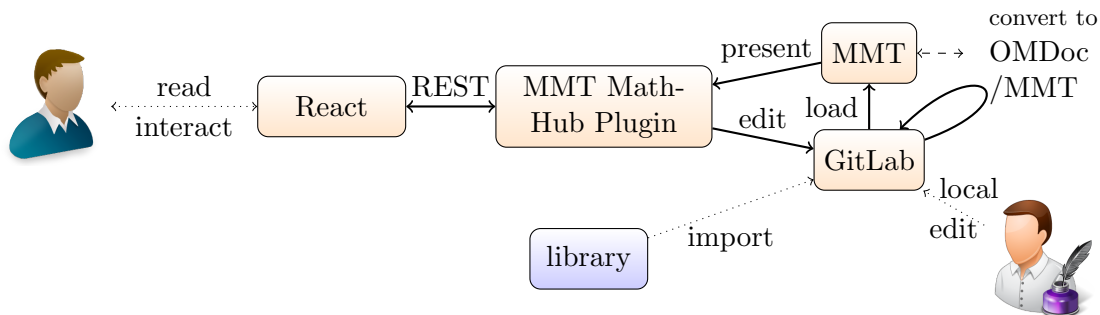 read
interact
React
REST
MMT Math-
Hub Plugin
present
edit
MMT
load
GitLab
convert to
OMDoc
/MMT
local
edit
import
library